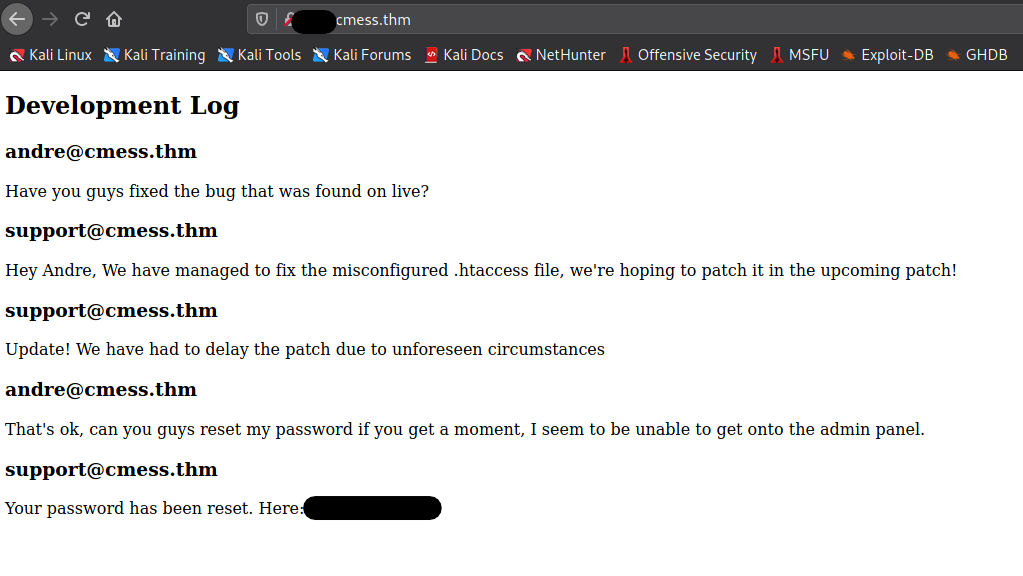 cmess.thm
Kali Linux Kali Training Kali Tools Kali Forums Kali Docs NetHunter Offensive Security MSFU Exploit-DB GHDB
Development Log
andre@cmess.thm
Have you guys fixed the bug that was found on live?
support@cmess.thm
Hey Andre, We have managed to fix the misconfigured .htaccess file, we're hoping to patch it in the upcoming patch!
support@cmess.thm
Update! We have had to delay the patch due to unforeseen circumstances
andre@cmess.thm
That's ok, can you guys reset my password if you get a moment, I seem to be unable to get onto the admin panel.
support@cmess.thm
Your password has been reset. Here: